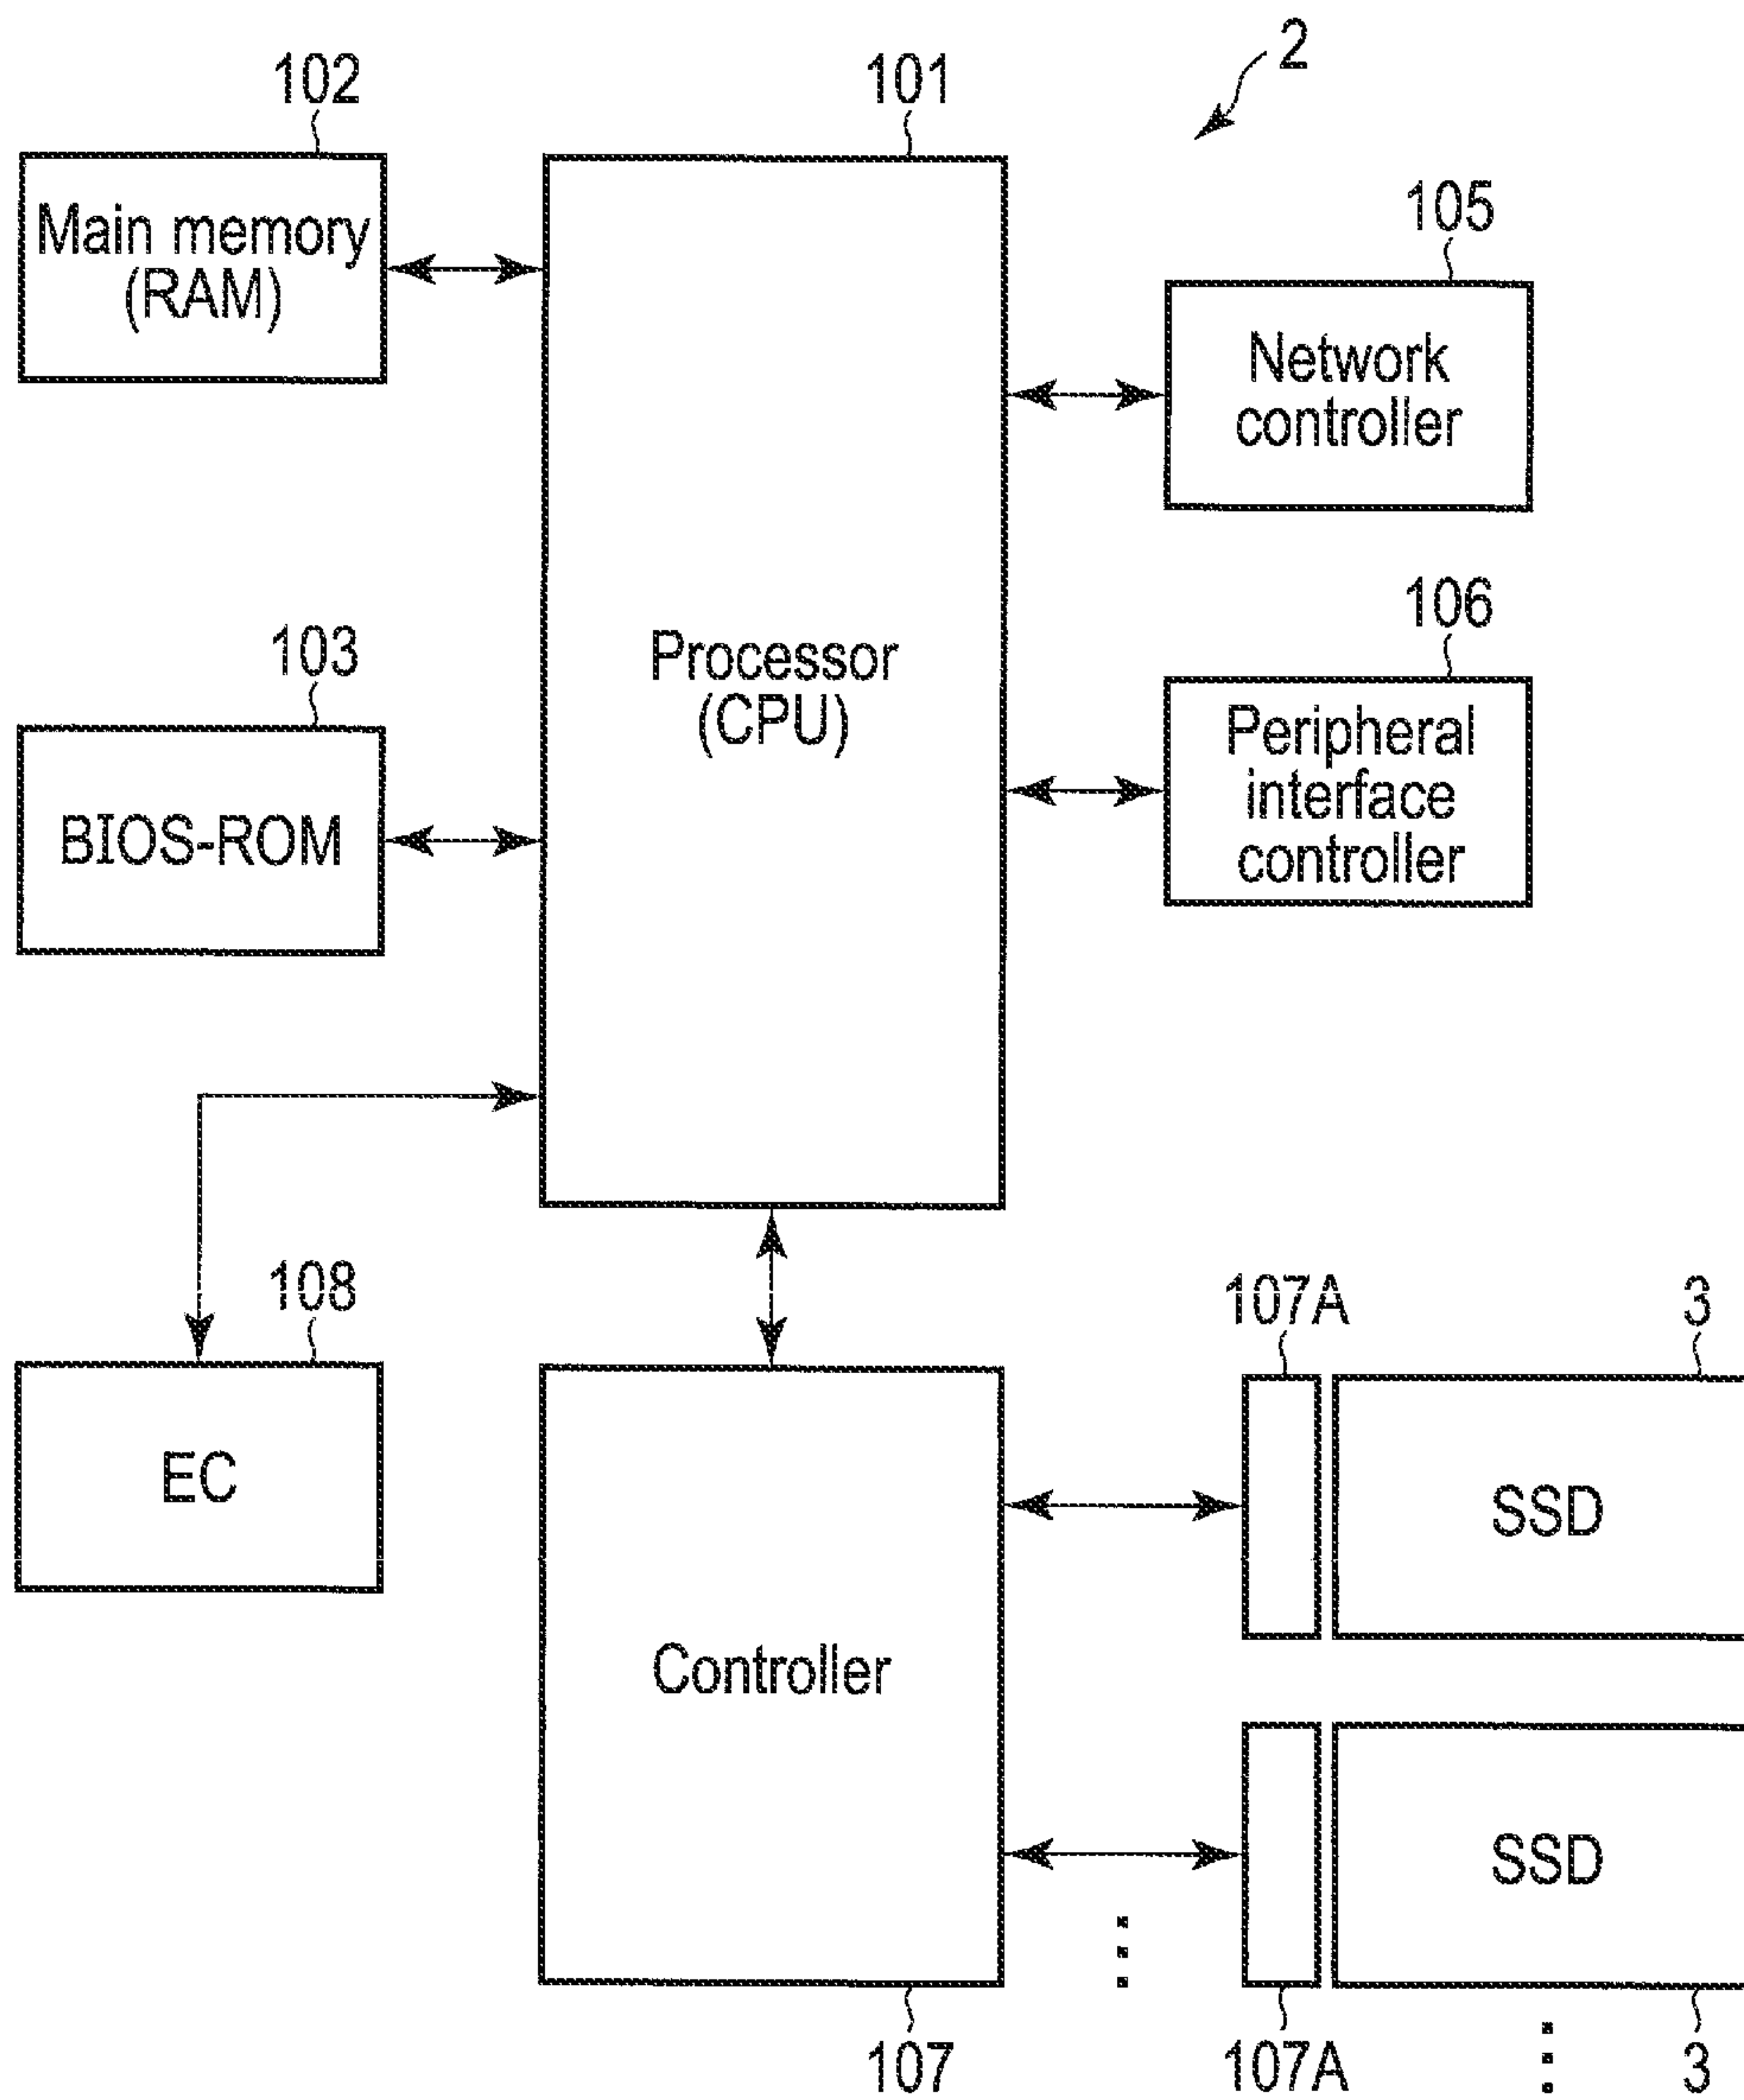 2
102
101
Main memory
(RAM)
105
Network
controller
103
Processor
(CPU)
106
BIOS-ROM
Peripheral
interface
controller
108
107A
3
EC
SSD
Controller
SSD
107
107A
3